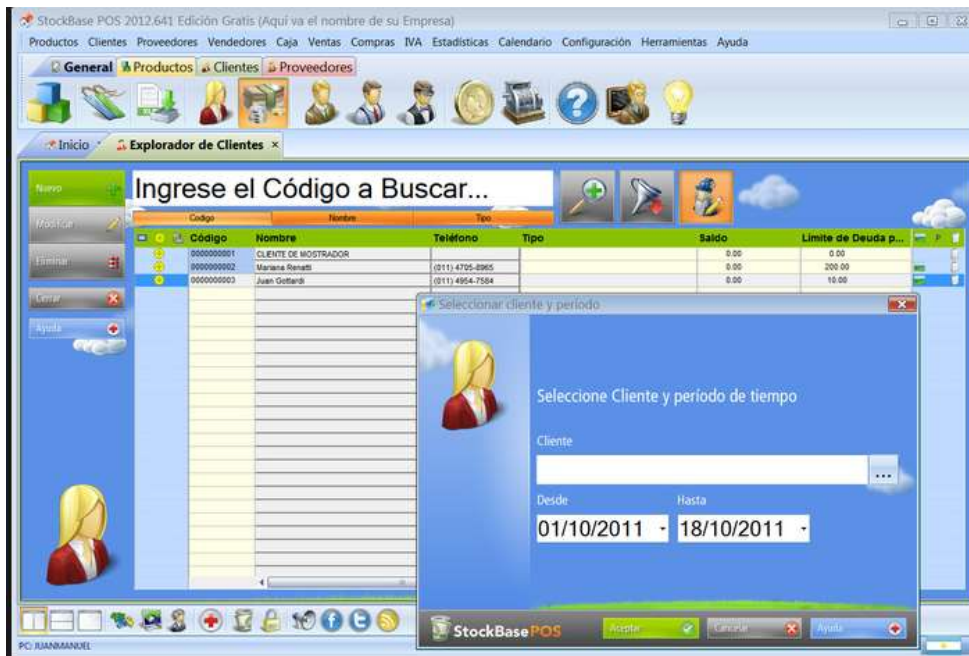 StockBase POS 2012.641 Edición Gratis (Aquí va el nombre de su Empresa)
Productos Clientes Proveedores Vendedores Caja Ventas Compras IVA Estadísticas Calendario Configuración Herramientas Ayuda
General Productos Clientes Proveedores
Inicio Explorador de Clientes
Nuevo
Modificar
Eliminar
Cerrar
Ayuda
Ingrese el Código a Buscar...
Codigo Nombre Tipo
Código Nombre Teléfono Tipo Saldo Limite de Deuda p... P
0000000001 CLIENTE DE MOSTRADOR 0.00 0.00
0000000002 Mariana Renatti (011) 4705-8965 0.00 200.00
0000000003 Juan Gottardi (011) 4954-7584 0.00 10.00
Seleccionar cliente y período
Seleccione Cliente y período de tiempo
Cliente
...
Desde Hasta
01/10/2011 18/10/2011
StockBase POS Aceptar Cancelar Ayuda
PC: JUANMANUEL